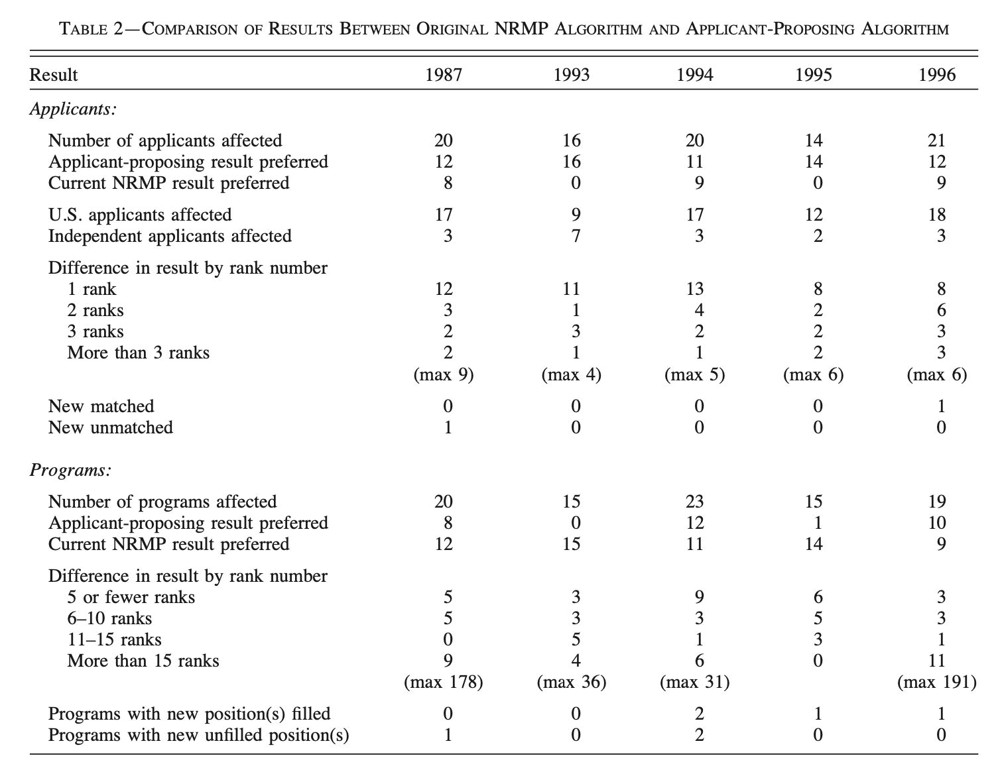 TABLE 2—COMPARISON OF RESULTS BETWEEN ORIGINAL NRMP ALGORITHM AND APPLICANT-PROPOSING ALGORITHM
Result 1987 1993 1994 1995 1996
Applicants:
Number of applicants affected 20 16 20 14 21
Applicant-proposing result preferred 12 16 11 14 12
Current NRMP result preferred 8 0 9 0 9
U.S. applicants affected 17 9 17 12 18
Independent applicants affected 3 7 3 2 3
Difference in result by rank number
1 rank 12 11 13 8 8
2 ranks 3 1 4 2 6
3 ranks 2 3 2 2 3
More than 3 ranks 2 1 1 2 3
(max 9) (max 4) (max 5) (max 6) (max 6)
New matched 0 0 0 0 1
New unmatched 1 0 0 0 0
Programs:
Number of programs affected 20 15 23 15 19
Applicant-proposing result preferred 8 0 12 1 10
Current NRMP result preferred 12 15 11 14 9
Difference in result by rank number
5 or fewer ranks 5 3 9 6 3
6–10 ranks 5 3 3 5 3
11–15 ranks 0 5 1 3 1
More than 15 ranks 9 4 6 0 11
(max 178) (max 36) (max 31) (max 191)
Programs with new position(s) filled 0 0 2 1 1
Programs with new unfilled position(s) 1 0 2 0 0